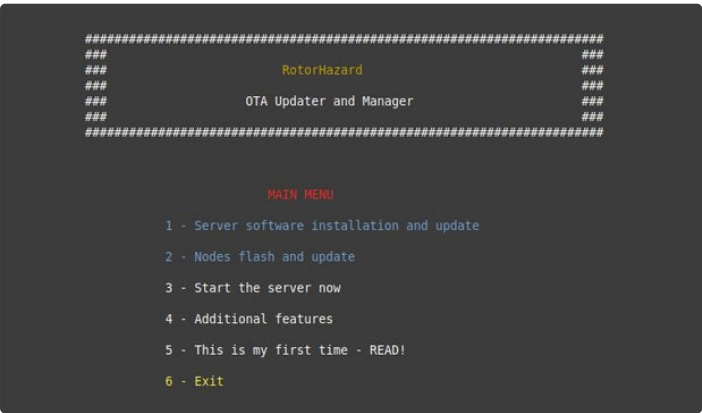 #######################################################################
### ###
### RotorHazard ###
### ###
### OTA Updater and Manager ###
### ###
#######################################################################
MAIN MENU
1 - Server software installation and update
2 - Nodes flash and update
3 - Start the server now
4 - Additional features
5 - This is my first time - READ!
6 - Exit